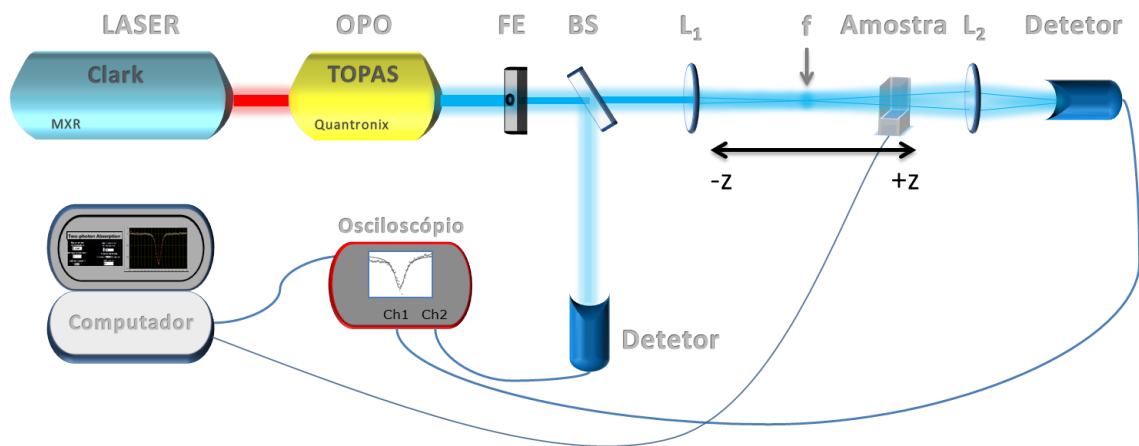 LASER
OPO
FE
BS
L1
f
Amostra
L2
Detetor
Clark
MXR
TOPAS
Quantronix
-z
+z
Two-photon Absorption
Osciloscópio
Ch1
Ch2
Computador
Detetor